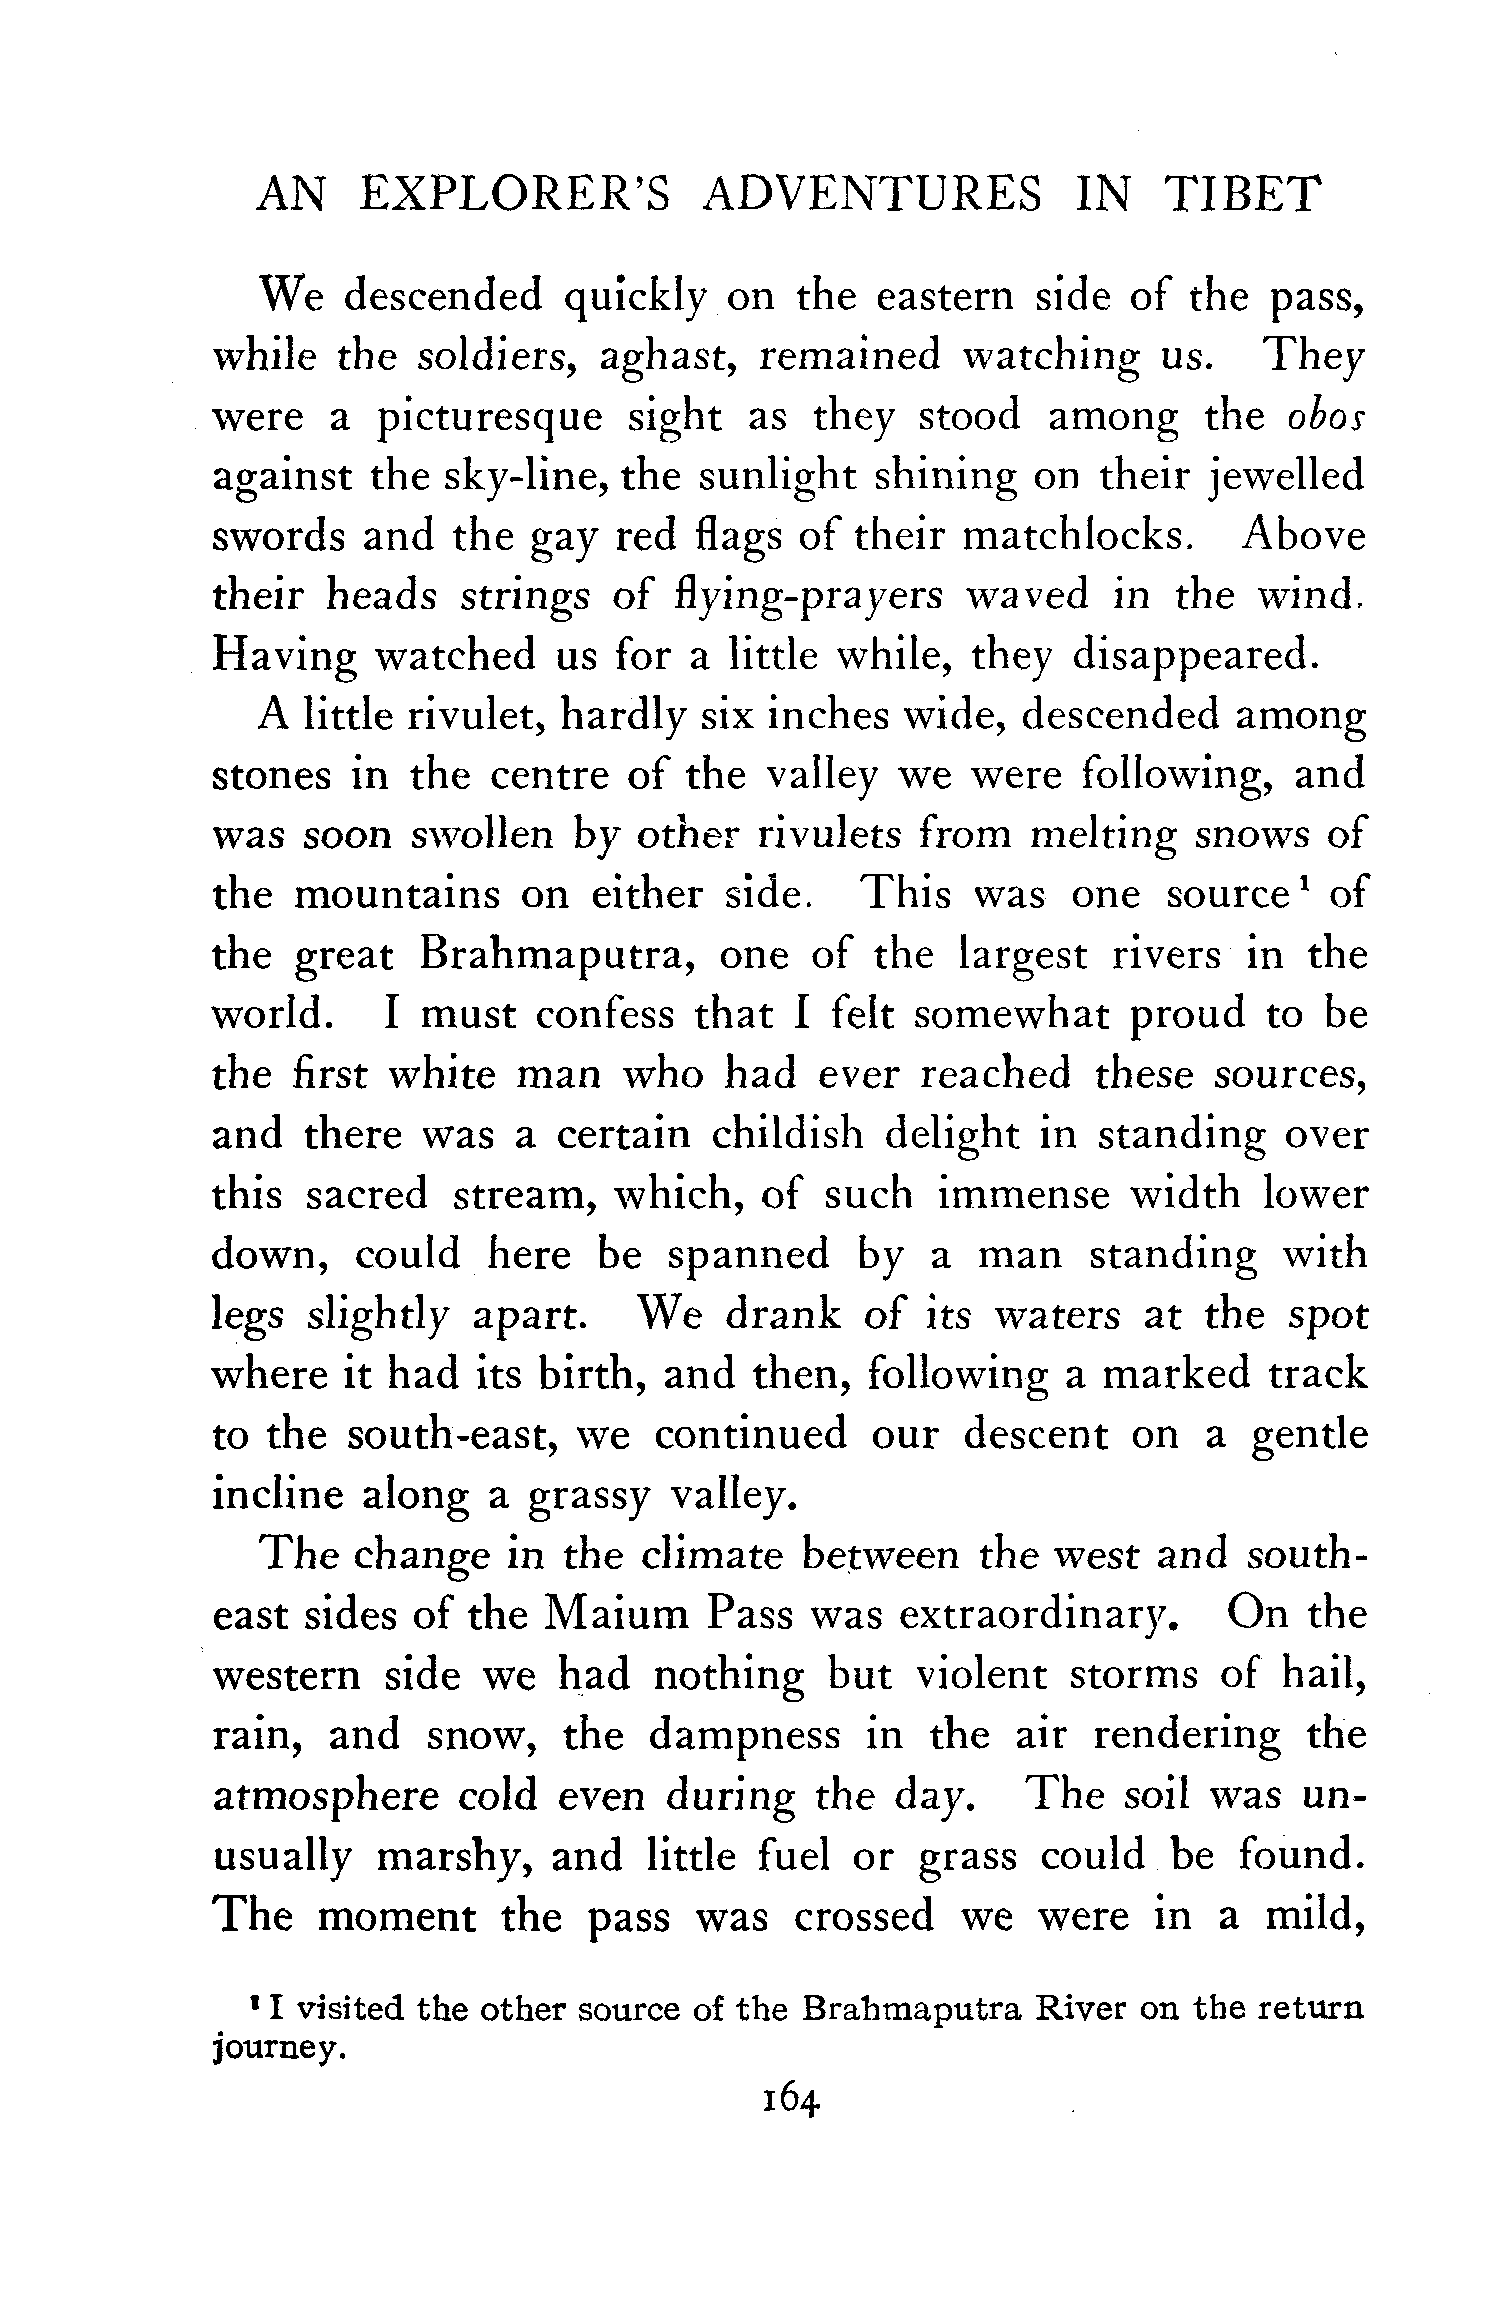 AN EXPLORER'S ADVENTURES IN TIBET
We descended quickly on the eastern side of the pass,
while the soldiers, aghast, remained watching us. They
were a picturesque sight as they stood among the obos
against the sky-line, the sunlight shining on their jewelled
swords and the gay red flags of their matchlocks. Above
their heads strings of flying-prayers waved in the wind.
Having watched us for a little while, they disappeared.
A little rivulet, hardly six inches wide, descended among
stones in the centre of the valley we were following, and
was soon swollen by other rivulets from melting snows of
the mountains on either side. This was one source¹ of
the great Brahmaputra, one of the largest rivers in the
world. I must confess that I felt somewhat proud to be
the first white man who had ever reached these sources,
and there was a certain childish delight in standing over
this sacred stream, which, of such immense width lower
down, could here be spanned by a man standing with
legs slightly apart. We drank of its waters at the spot
where it had its birth, and then, following a marked track
to the south-east, we continued our descent on a gentle
incline along a grassy valley.
The change in the climate between the west and south-
east sides of the Maium Pass was extraordinary. On the
western side we had nothing but violent storms of hail,
rain, and snow, the dampness in the air rendering the
atmosphere cold even during the day. The soil was un-
usually marshy, and little fuel or grass could be found.
The moment the pass was crossed we were in a mild,
¹ I visited the other source of the Brahmaputra River on the return
journey.
164